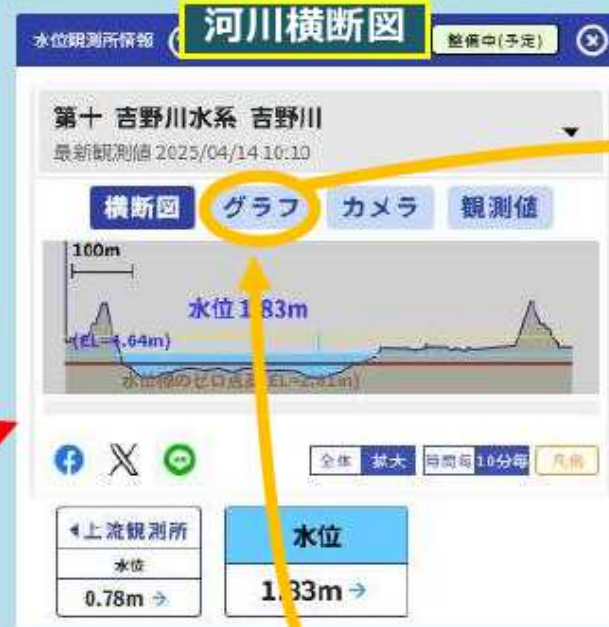 河川横断図
水位観測所情報
整備中(予定)
第十 吉野川水系 吉野川
最新観測値 2025/04/14 10:10
横断図 グラフ カメラ 観測値
100m
水位 1.83m
(EL=4.64m)
水位標のゼロ点高(EL=2.81m)
全体 拡大 時間毎 10分毎 凡例
◀上流観測所
水位
0.78m →
水位
1.83m →